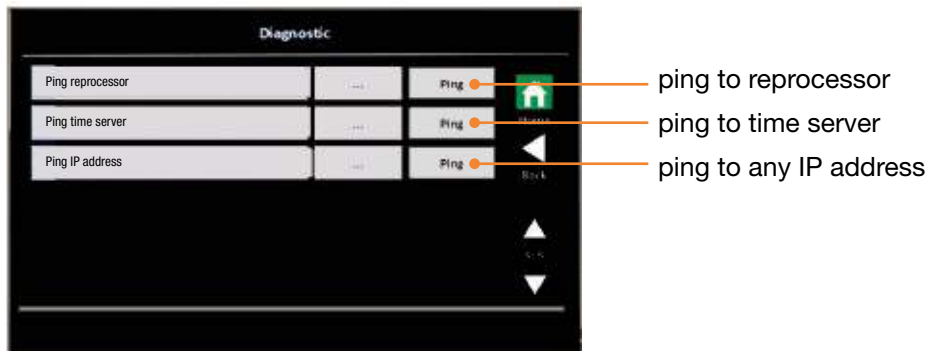 Diagnostic
Ping reprocessor ... Ping
Ping time server ... Ping
Ping IP address ... Ping
Home
Back
ping to reprocessor
ping to time server
ping to any IP address